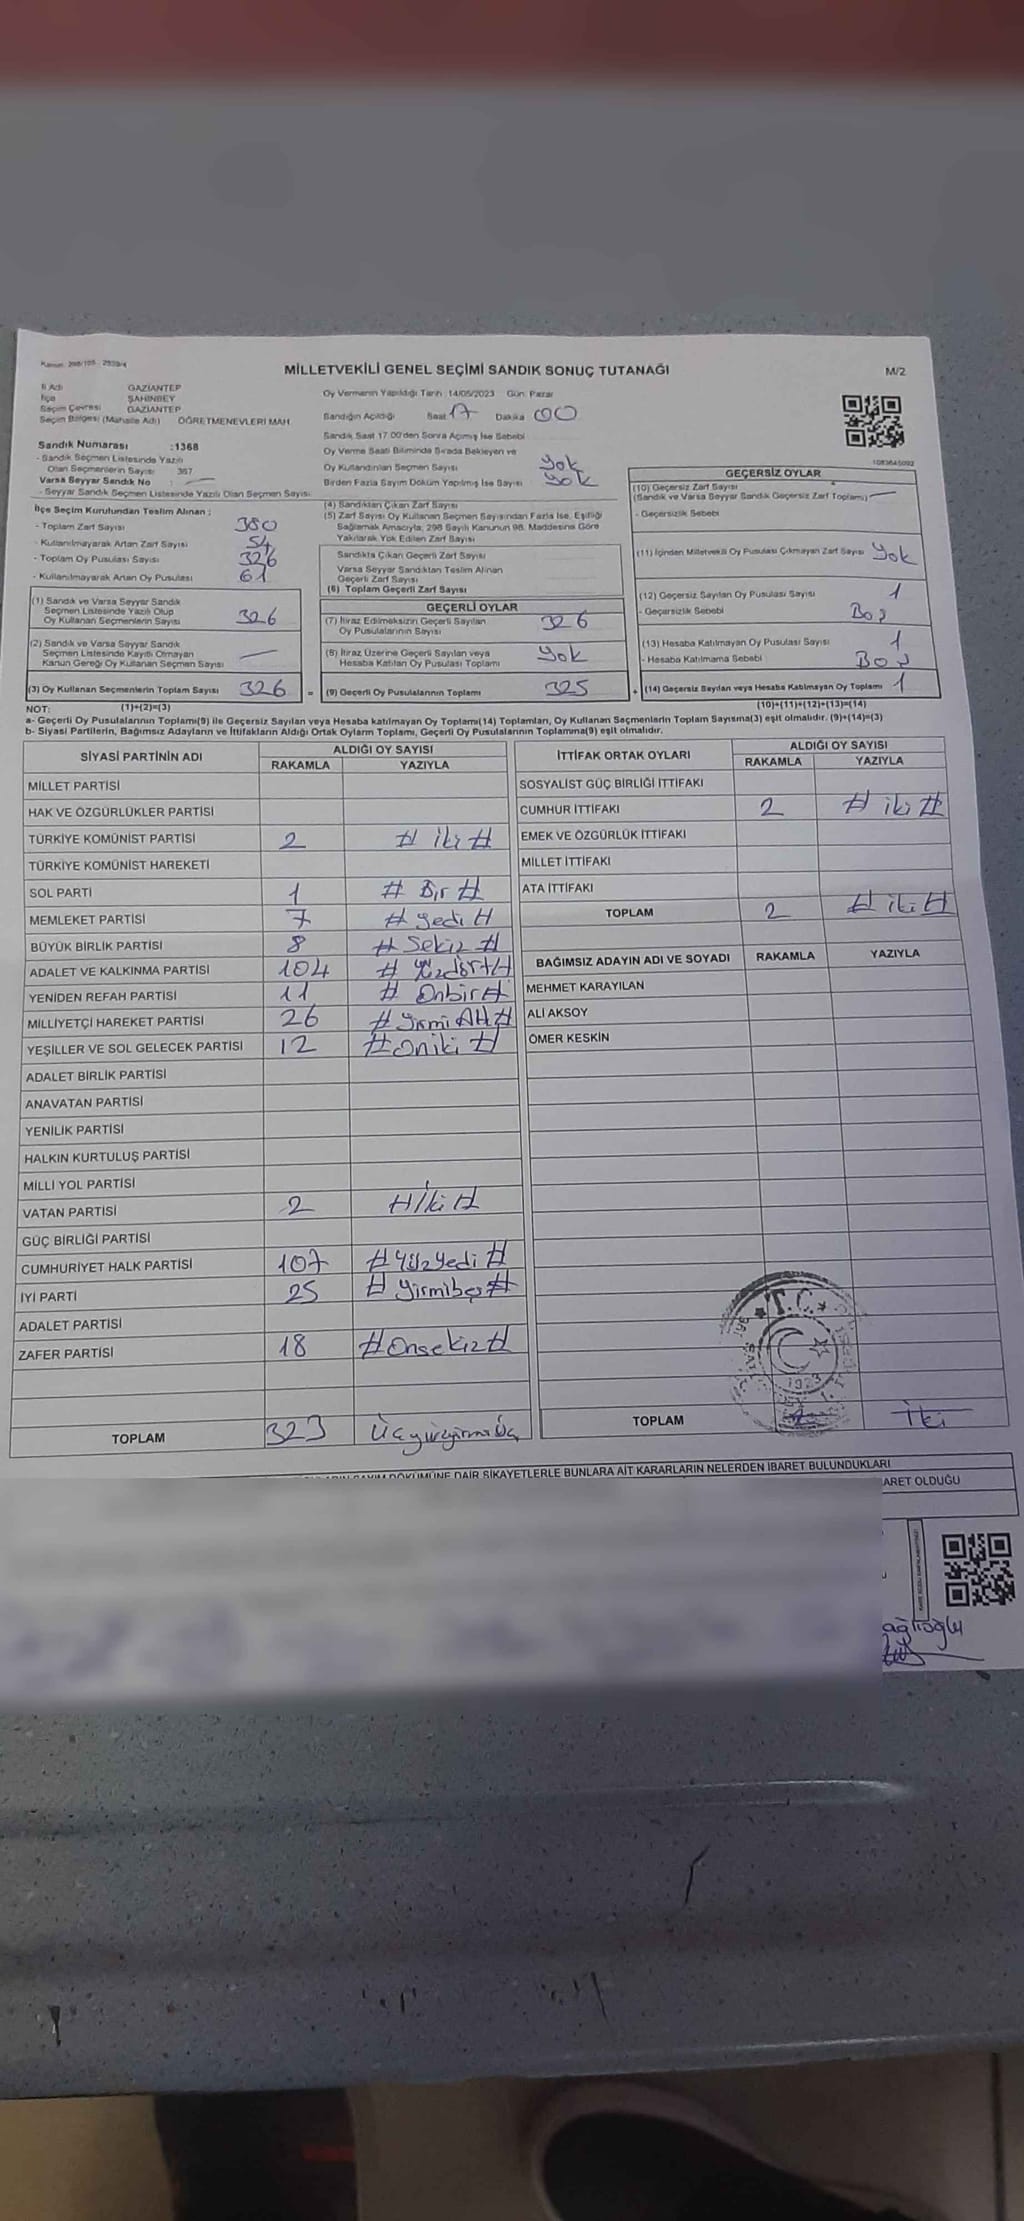 Kanun: 298/105 - 2839/4
MİLLETVEKİLİ GENEL SEÇİMİ SANDIK SONUÇ TUTANAĞI
M/2
İl Adı GAZİANTEP
İlçe ŞAHİNBEY
Seçim Çevresi GAZİANTEP
Seçim Bölgesi (Mahalle Adı) ÖĞRETMENEVLERİ MAH.
Sandık Numarası :1368
- Sandık Seçmen Listesinde Yazılı
Olan Seçmenlerin Sayısı 367
Varsa Seyyar Sandık No : —
- Seyyar Sandık Seçmen Listesinde Yazılı Olan Seçmen Sayısı
Oy Vermenin Yapıldığı Tarih : 14/05/2023 Gün: Pazar
Sandığın Açıldığı Saat 17 Dakika 00
Sandık Saat 17.00'den Sonra Açılmış İse Sebebi
Oy Verme Saati Bitiminde Sırada Bekleyen ve
Oy Kullandırılan Seçmen Sayısı Yok
Birden Fazla Sayım Döküm Yapılmış İse Sayısı Yok
1083645092
İlçe Seçim Kurulundan Teslim Alınan :
- Toplam Zarf Sayısı 380
- Kullanılmayarak Artan Zarf Sayısı 54
- Toplam Oy Pusulası Sayısı 326
- Kullanılmayarak Artan Oy Pusulası 61
(1) Sandık ve Varsa Seyyar Sandık
Seçmen Listesinde Yazılı Olup
Oy Kullanan Seçmenlerin Sayısı 326
(2) Sandık ve Varsa Seyyar Sandık
Seçmen Listesinde Kayıtlı Olmayan
Kanun Gereği Oy Kullanan Seçmen Sayısı —
(3) Oy Kullanan Seçmenlerin Toplam Sayısı 326 =
(4) Sandıktan Çıkan Zarf Sayısı
(5) Zarf Sayısı Oy Kullanan Seçmen Sayısından Fazla İse, Eşitliği
Sağlamak Amacıyla, 298 Sayılı Kanunun 98. Maddesine Göre
Yakılarak Yok Edilen Zarf Sayısı
Sandıkta Çıkan Geçerli Zarf Sayısı
Varsa Seyyar Sandıktan Teslim Alınan
Geçerli Zarf Sayısı
(6) Toplam Geçerli Zarf Sayısı
GEÇERLİ OYLAR
(7) İtiraz Edilmeksizin Geçerli Sayılan
Oy Pusulalarının Sayısı 326
(8) İtiraz Üzerine Geçerli Sayılan veya
Hesaba Katılan Oy Pusulası Toplamı Yok
(9) Geçerli Oy Pusulalarının Toplamı 325 +
GEÇERSİZ OYLAR
(10) Geçersiz Zarf Sayısı
(Sandık ve Varsa Seyyar Sandık Geçersiz Zarf Toplamı) —
- Geçersizlik Sebebi
(11) İçinden Milletvekili Oy Pusulası Çıkmayan Zarf Sayısı Yok
(12) Geçersiz Sayılan Oy Pusulası Sayısı 1
- Geçersizlik Sebebi Boş
(13) Hesaba Katılmayan Oy Pusulası Sayısı 1
- Hesaba Katılmama Sebebi Boş
(14) Geçersiz Sayılan veya Hesaba Katılmayan Oy Toplamı 1
NOT: (1)+(2)=(3) (10)+(11)+(12)+(13)=(14)
a- Geçerli Oy Pusulalarının Toplamı(9) ile Geçersiz Sayılan veya Hesaba katılmayan Oy Toplamı(14) Toplamları, Oy Kullanan Seçmenlerin Toplam Sayısına(3) eşit olmalıdır. (9)+(14)=(3)
b- Siyasi Partilerin, Bağımsız Adayların ve İttifakların Aldığı Ortak Oyların Toplamı, Geçerli Oy Pusulalarının Toplamına(9) eşit olmalıdır.
SİYASİ PARTİNİN ADI ALDIĞI OY SAYISI
RAKAMLA YAZIYLA
MİLLET PARTİSİ
HAK VE ÖZGÜRLÜKLER PARTİSİ
TÜRKİYE KOMÜNİST PARTİSİ 2 # iki #
TÜRKİYE KOMÜNİST HAREKETİ
SOL PARTİ 1 # Bir #
MEMLEKET PARTİSİ 7 # yedi #
BÜYÜK BİRLİK PARTİSİ 8 # Sekiz #
ADALET VE KALKINMA PARTİSİ 104 # Yüzdört #
YENİDEN REFAH PARTİSİ 11 # Onbir #
MİLLİYETÇİ HAREKET PARTİSİ 26 # yirmi Altı #
YEŞİLLER VE SOL GELECEK PARTİSİ 12 # oniki #
ADALET BİRLİK PARTİSİ
ANAVATAN PARTİSİ
YENİLİK PARTİSİ
HALKIN KURTULUŞ PARTİSİ
MİLLİ YOL PARTİSİ
VATAN PARTİSİ 2 # iki #
GÜÇ BİRLİĞİ PARTİSİ
CUMHURİYET HALK PARTİSİ 107 # Yüzyedi #
İYİ PARTİ 25 # yirmibeş #
ADALET PARTİSİ
ZAFER PARTİSİ 18 # Onsekiz #
TOPLAM 323 Üçyüzyirmiüç
İTTİFAK ORTAK OYLARI ALDIĞI OY SAYISI
RAKAMLA YAZIYLA
SOSYALİST GÜÇ BİRLİĞİ İTTİFAKI
CUMHUR İTTİFAKI 2 # iki #
EMEK VE ÖZGÜRLÜK İTTİFAKI
MİLLET İTTİFAKI
ATA İTTİFAKI
TOPLAM 2 # iki #
BAĞIMSIZ ADAYIN ADI VE SOYADI RAKAMLA YAZIYLA
MEHMET KARAYILAN
ALİ AKSOY
ÖMER KESKİN
T.C.
1923
TOPLAM 2 İki
DÖKÜMÜNE DAİR ŞİKAYETLERLE BUNLARA AİT KARARLARIN NELERDEN İBARET BULUNDUKLARI
ARET OLDUĞU
ağlıoğlu